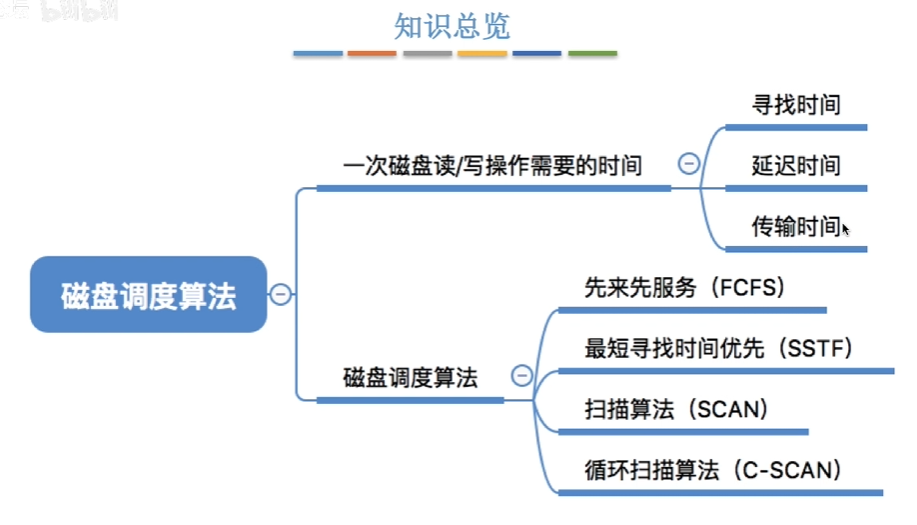 bilibili
知识总览
寻找时间
一次磁盘读/写操作需要的时间
延迟时间
传输时间
磁盘调度算法
先来先服务（FCFS）
最短寻找时间优先（SSTF）
磁盘调度算法
扫描算法（SCAN）
循环扫描算法（C-SCAN）